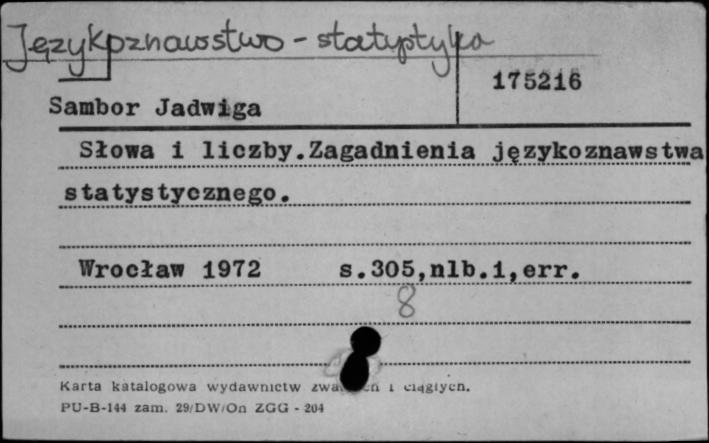 Językoznawstwo - statystyka
175216
Sambor Jadwiga
Słowa i liczby.Zagadnienia językoznawstwa
statystycznego.
Wrocław 1972 s.305,nlb.1,err.
8
Karta katalogowa wydawnictw i ciągłych.
PU-B-144 zam. 29/DW/On ZGG - 204